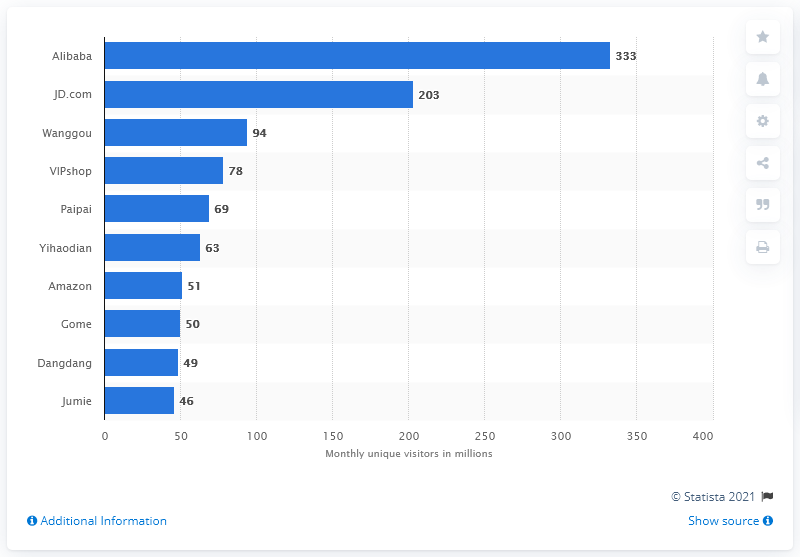 Alibaba 333
JD.com 203
Wanggou 94
VIPshop 78
Paipai 69
Yihaodian 63
Amazon 51
Gome 50
Dangdang 49
Jumie 46
0 50 100 150 200 250 300 350 400
Monthly unique visitors in millions
© Statista 2021
Additional Information Show source